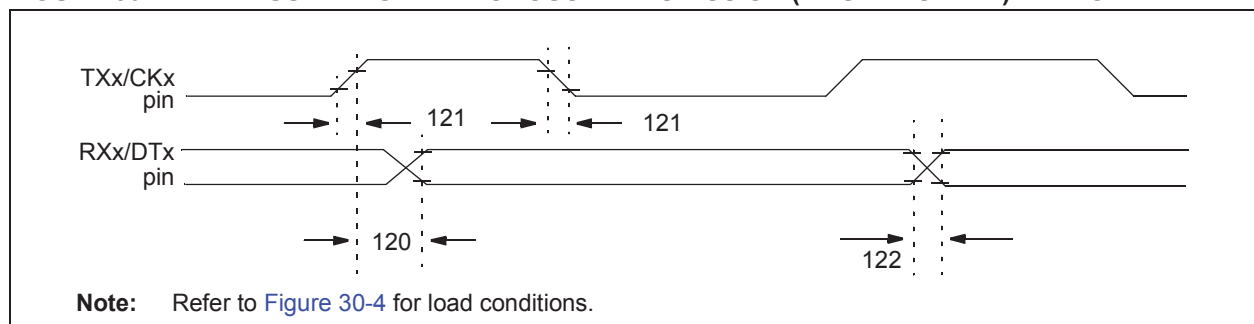 TXx/CKx
pin
121
121
RXx/DTx
pin
120
122
Note: Refer to Figure 30-4 for load conditions.